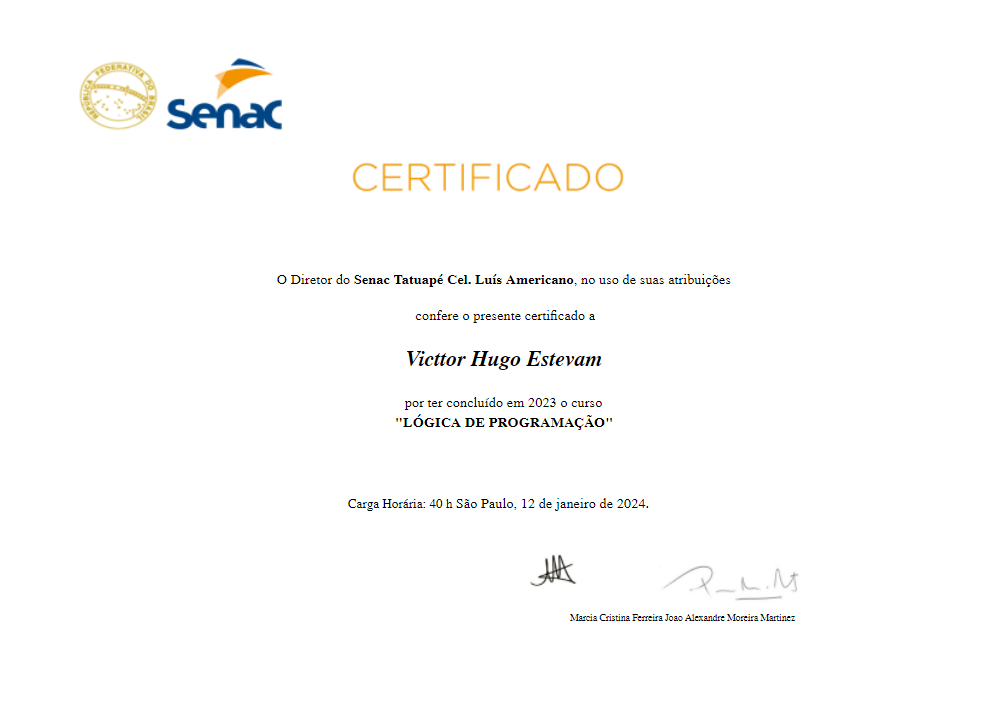 REPÚBLICA FEDERATIVA DO BRASIL
Senac
CERTIFICADO
O Diretor do Senac Tatuapé Cel. Luís Americano, no uso de suas atribuições
confere o presente certificado a
Victtor Hugo Estevam
por ter concluído em 2023 o curso
"LÓGICA DE PROGRAMAÇÃO"
Carga Horária: 40 h São Paulo, 12 de janeiro de 2024.
Marcia Cristina Ferreira Joao Alexandre Moreira Martinez